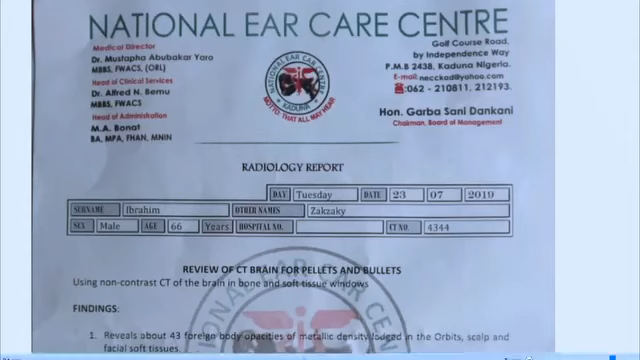 NATIONAL EAR CARE CENTRE
Medical Director
Dr. Mustapha Abubakar Yaro
MBBS, FWACS, (ORL)
Head of Clinical Services
Dr. Alfred N. Bemu
MBBS, FWACS
Head of Administration
M.A. Bonat
BA, MPA, FHAN, MNIN
NATIONAL EAR CARE CENTRE
KADUNA
MOTTO: THAT ALL MAY HEAR
Golf Course Road,
by Independence Way
P.M.B 2438, Kaduna Nigeria.
E-mail: necckad@yahoo.com
☎:062 - 210811, 212193.
Hon. Garba Sani Dankani
Chairman, Board of Management
RADIOLOGY REPORT
DAY Tuesday DATE 23 07 2019
SURNAME Ibrahim OTHER NAMES Zakzaky
SEX Male AGE 66 Years HOSPITAL NO. CT NO. 4344
REVIEW OF CT BRAIN FOR PELLETS AND BULLETS
Using non-contrast CT of the brain in bone and soft tissue windows
FINDINGS:
1. Reveals about 43 foreign body opacities of metallic density lodged in the Orbits, scalp and
facial soft tissues.